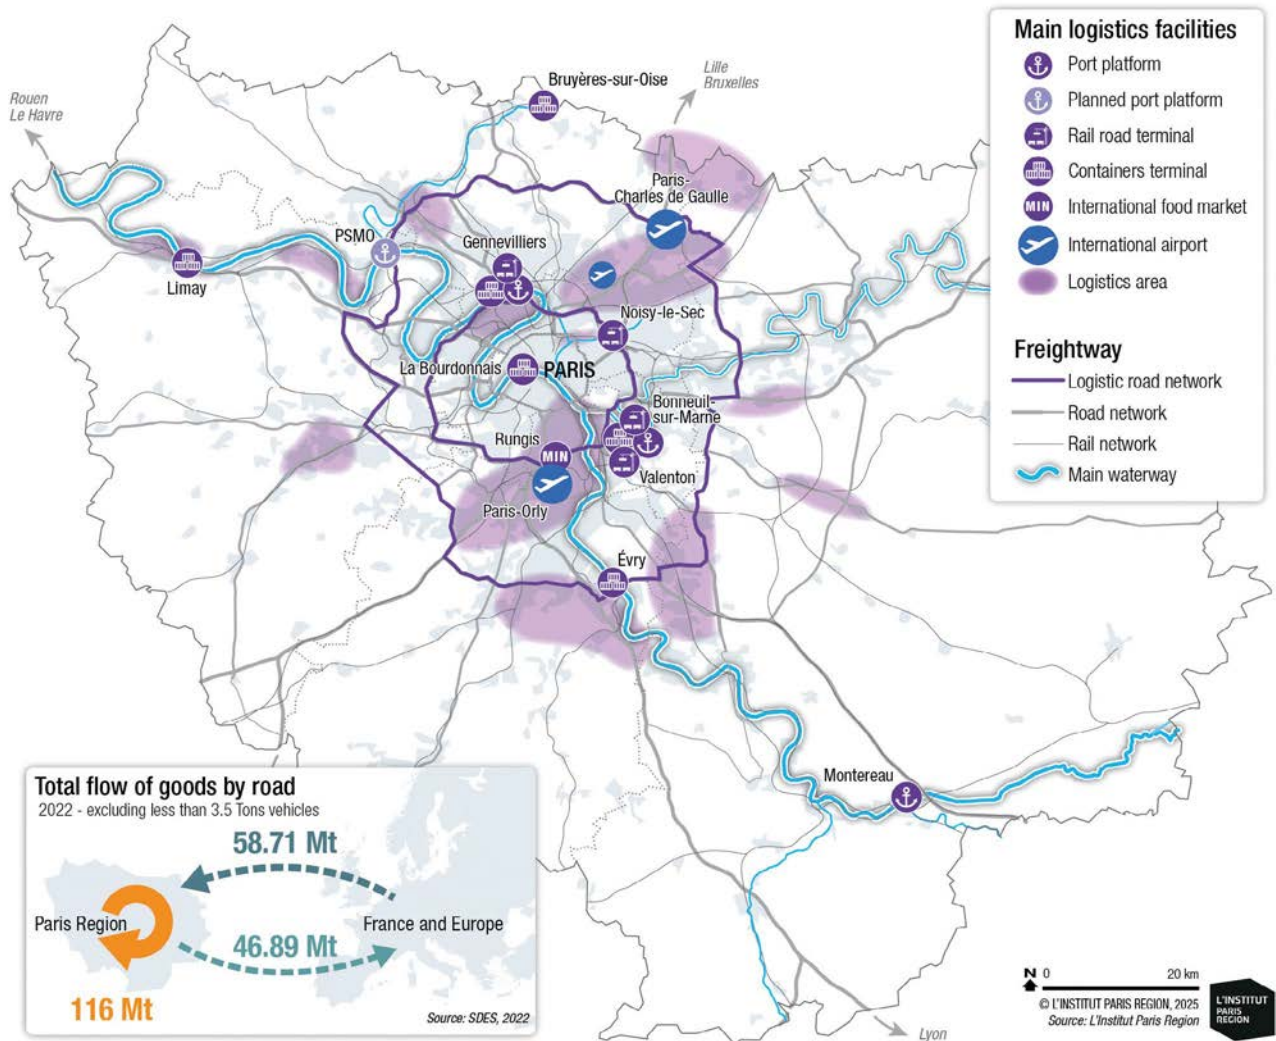 Main logistics facilities
Port platform
Planned port platform
Rail road terminal
Containers terminal
MIN
International food market
International airport
Logistics area
Freightway
Logistic road network
Road network
Rail network
Main waterway
Rouen
Le Havre
Lille
Bruxelles
Bruyères-sur-Oise
Paris-
Charles de Gaulle
PSMO
Gennevilliers
Limay
Noisy-le-Sec
La Bourdonnais
PARIS
Bonneuil-
sur-Marne
Rungis
MIN
Valenton
Paris-Orly
Évry
Montereau
Lyon
Total flow of goods by road
2022 - excluding less than 3.5 Tons vehicles
58.71 Mt
Paris Region
France and Europe
46.89 Mt
116 Mt
Source: SDES, 2022
N 0 20 km
© L'INSTITUT PARIS REGION, 2025
Source: L'Institut Paris Region
L'INSTITUT
PARIS
REGION